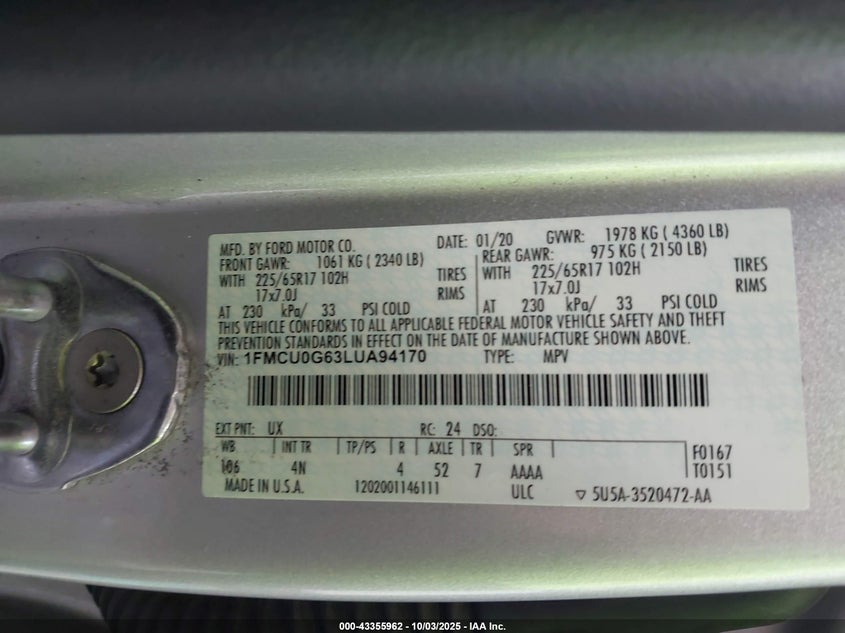 MFD. BY FORD MOTOR CO. DATE: 01/20 GVWR: 1978 KG ( 4360 LB)
FRONT GAWR: 1061 KG ( 2340 LB) REAR GAWR: 975 KG ( 2150 LB)
WITH 225/65R17 102H TIRES WITH 225/65R17 102H TIRES
17x7.0J RIMS 17x7.0J RIMS
AT 230 kPa/ 33 PSI COLD AT 230 kPa/ 33 PSI COLD
THIS VEHICLE CONFORMS TO ALL APPLICABLE FEDERAL MOTOR VEHICLE SAFETY AND THEFT
PREVENTION STANDARDS IN EFFECT ON THE DATE OF MANUFACTURE SHOWN ABOVE.
VIN: 1FMCU0G63LUA94170 TYPE: MPV
EXT PNT: UX RC: 24 DSO:
WB INT TR TP/PS R AXLE TR SPR F0167
106 4N 4 52 7 AAAA T0151
MADE IN U.S.A. 1202001146111 ULC ▽ 5U5A-3520472-AA
000-43355962 - 10/03/2025 - IAA Inc.